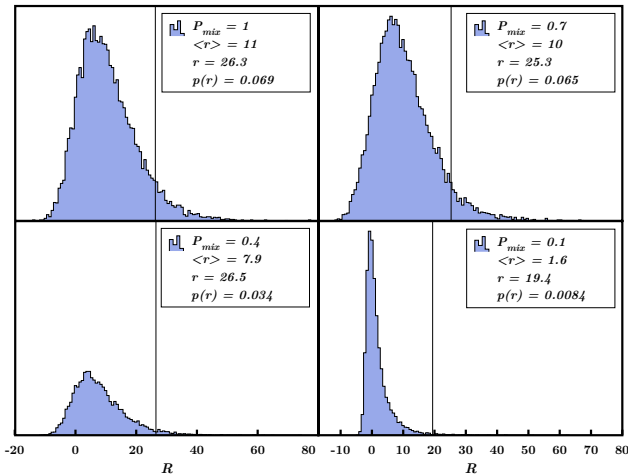 P_mix = 1
<r> = 11
r = 26.3
p(r) = 0.069
P_mix = 0.7
<r> = 10
r = 25.3
p(r) = 0.065
P_mix = 0.4
<r> = 7.9
r = 26.5
p(r) = 0.034
P_mix = 0.1
<r> = 1.6
r = 19.4
p(r) = 0.0084
-20 0 20 40 60 80
-10 0 10 20 30 40 50 60 70 80
R R